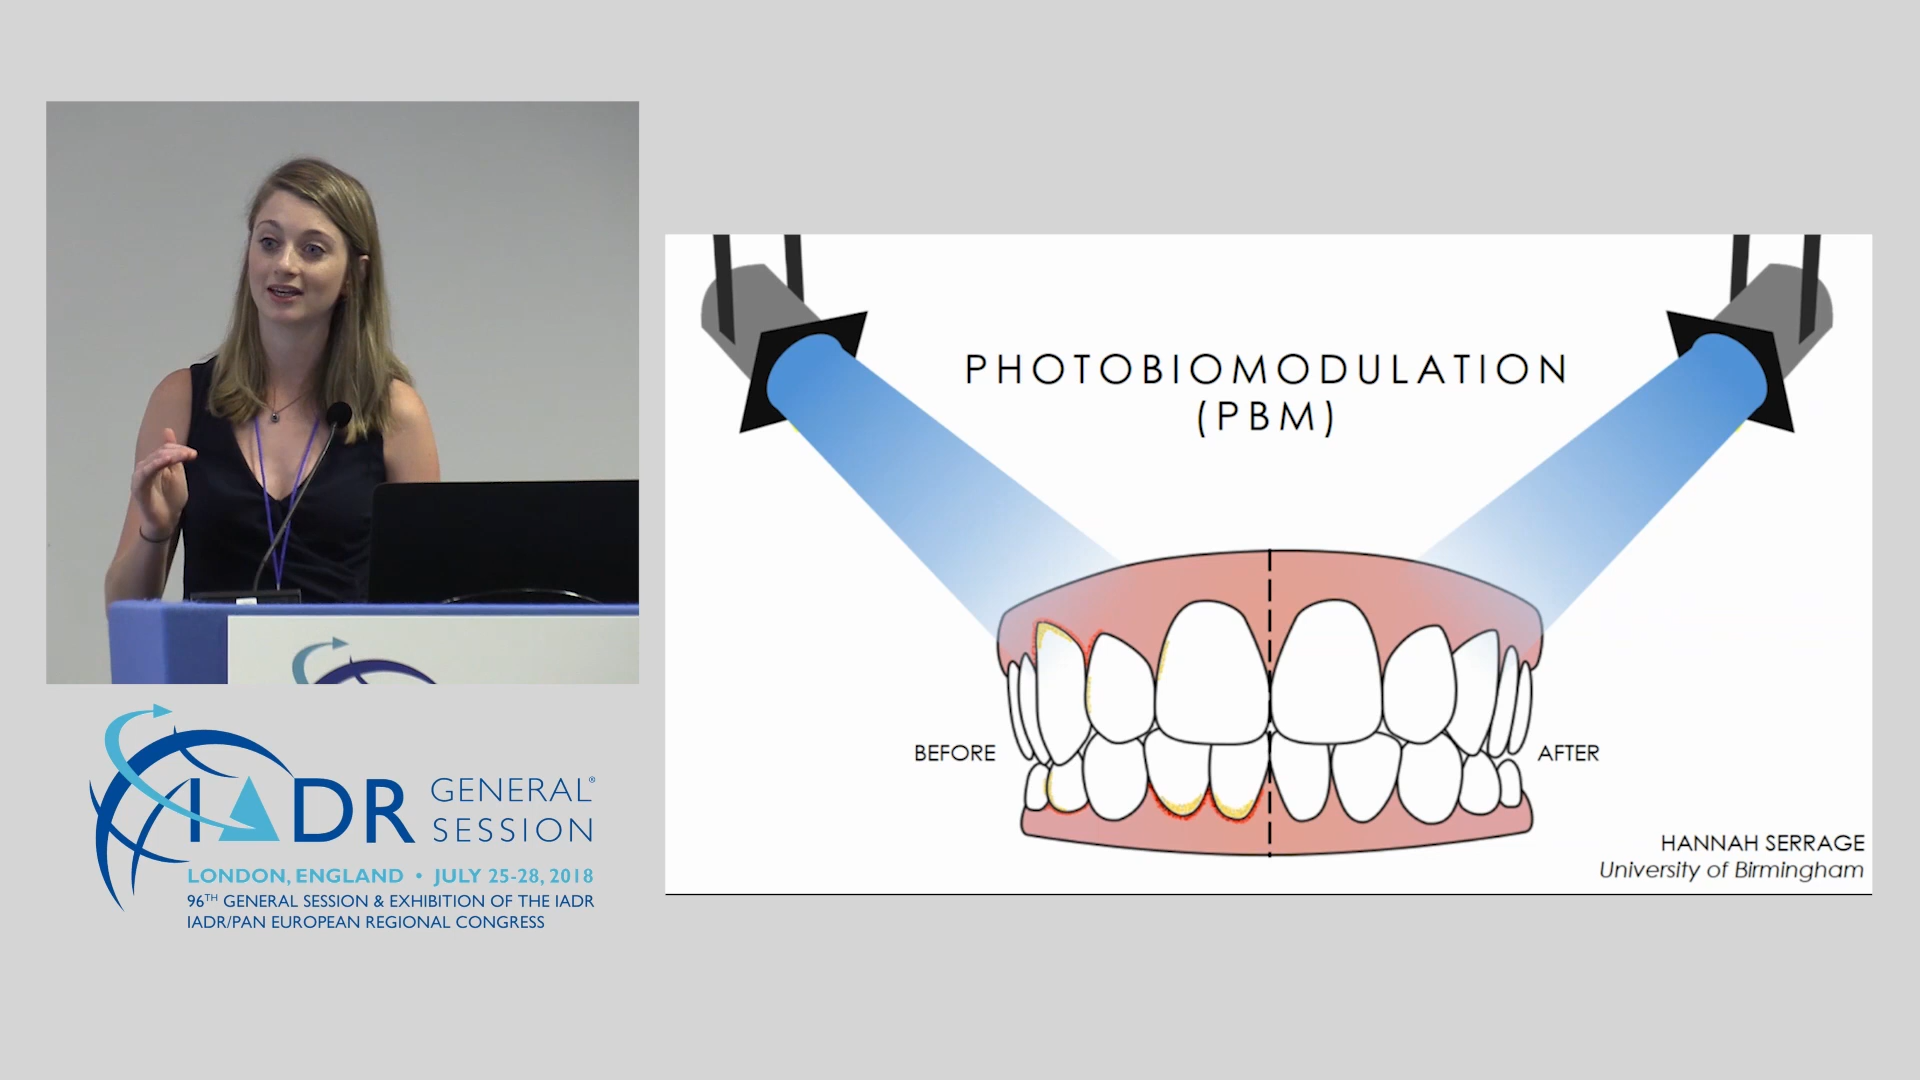 PHOTOBIOMODULATION
(PBM)
BEFORE
AFTER
HANNAH SERRAGE
University of Birmingham
IADR GENERAL®
SESSION
LONDON, ENGLAND • JULY 25-28, 2018
96TH GENERAL SESSION & EXHIBITION OF THE IADR
IADR/PAN EUROPEAN REGIONAL CONGRESS